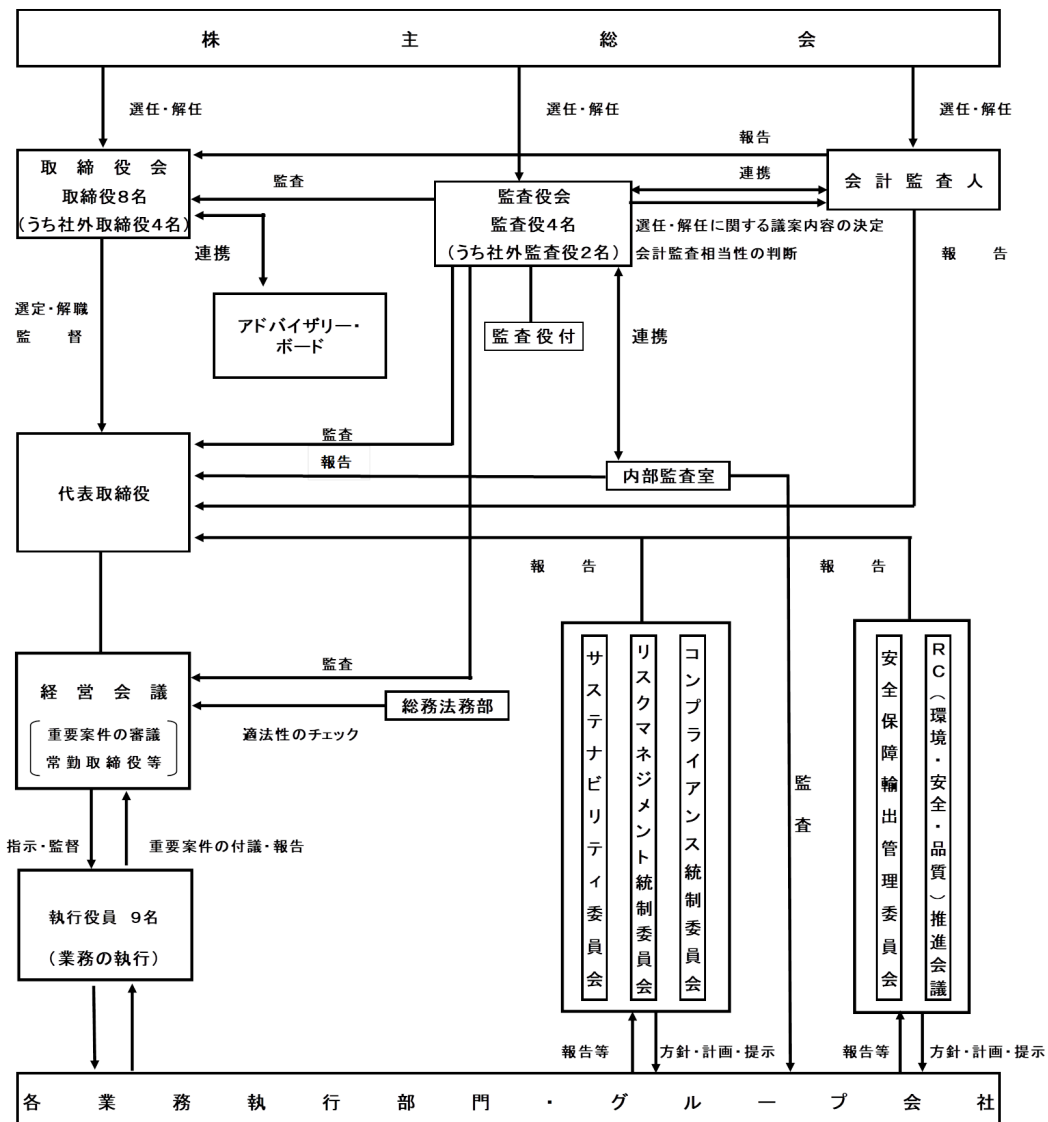 株主総会
選任・解任
選任・解任
選任・解任
報告
取締役会
取締役8名
(うち社外取締役4名)
監査
監査役会
監査役4名
(うち社外監査役2名)
連携
会計監査人
選任・解任に関する議案内容の決定
会計監査相当性の判断
報告
連携
アドバイザリー・
ボード
選定・解職
監督
監査役付
連携
監査
報告
内部監査室
代表取締役
報告
報告
監査
経営会議
重要案件の審議
常勤取締役等
総務法務部
適法性のチェック
サステナビリティ委員会
リスクマネジメント統制委員会
コンプライアンス統制委員会
監査
安全保障輸出管理委員会
RC(環境・安全・品質)推進会議
指示・監督
重要案件の付議・報告
執行役員 9名
(業務の執行)
報告等
方針・計画・提示
報告等
方針・計画・提示
各業務執行部門・グループ会社